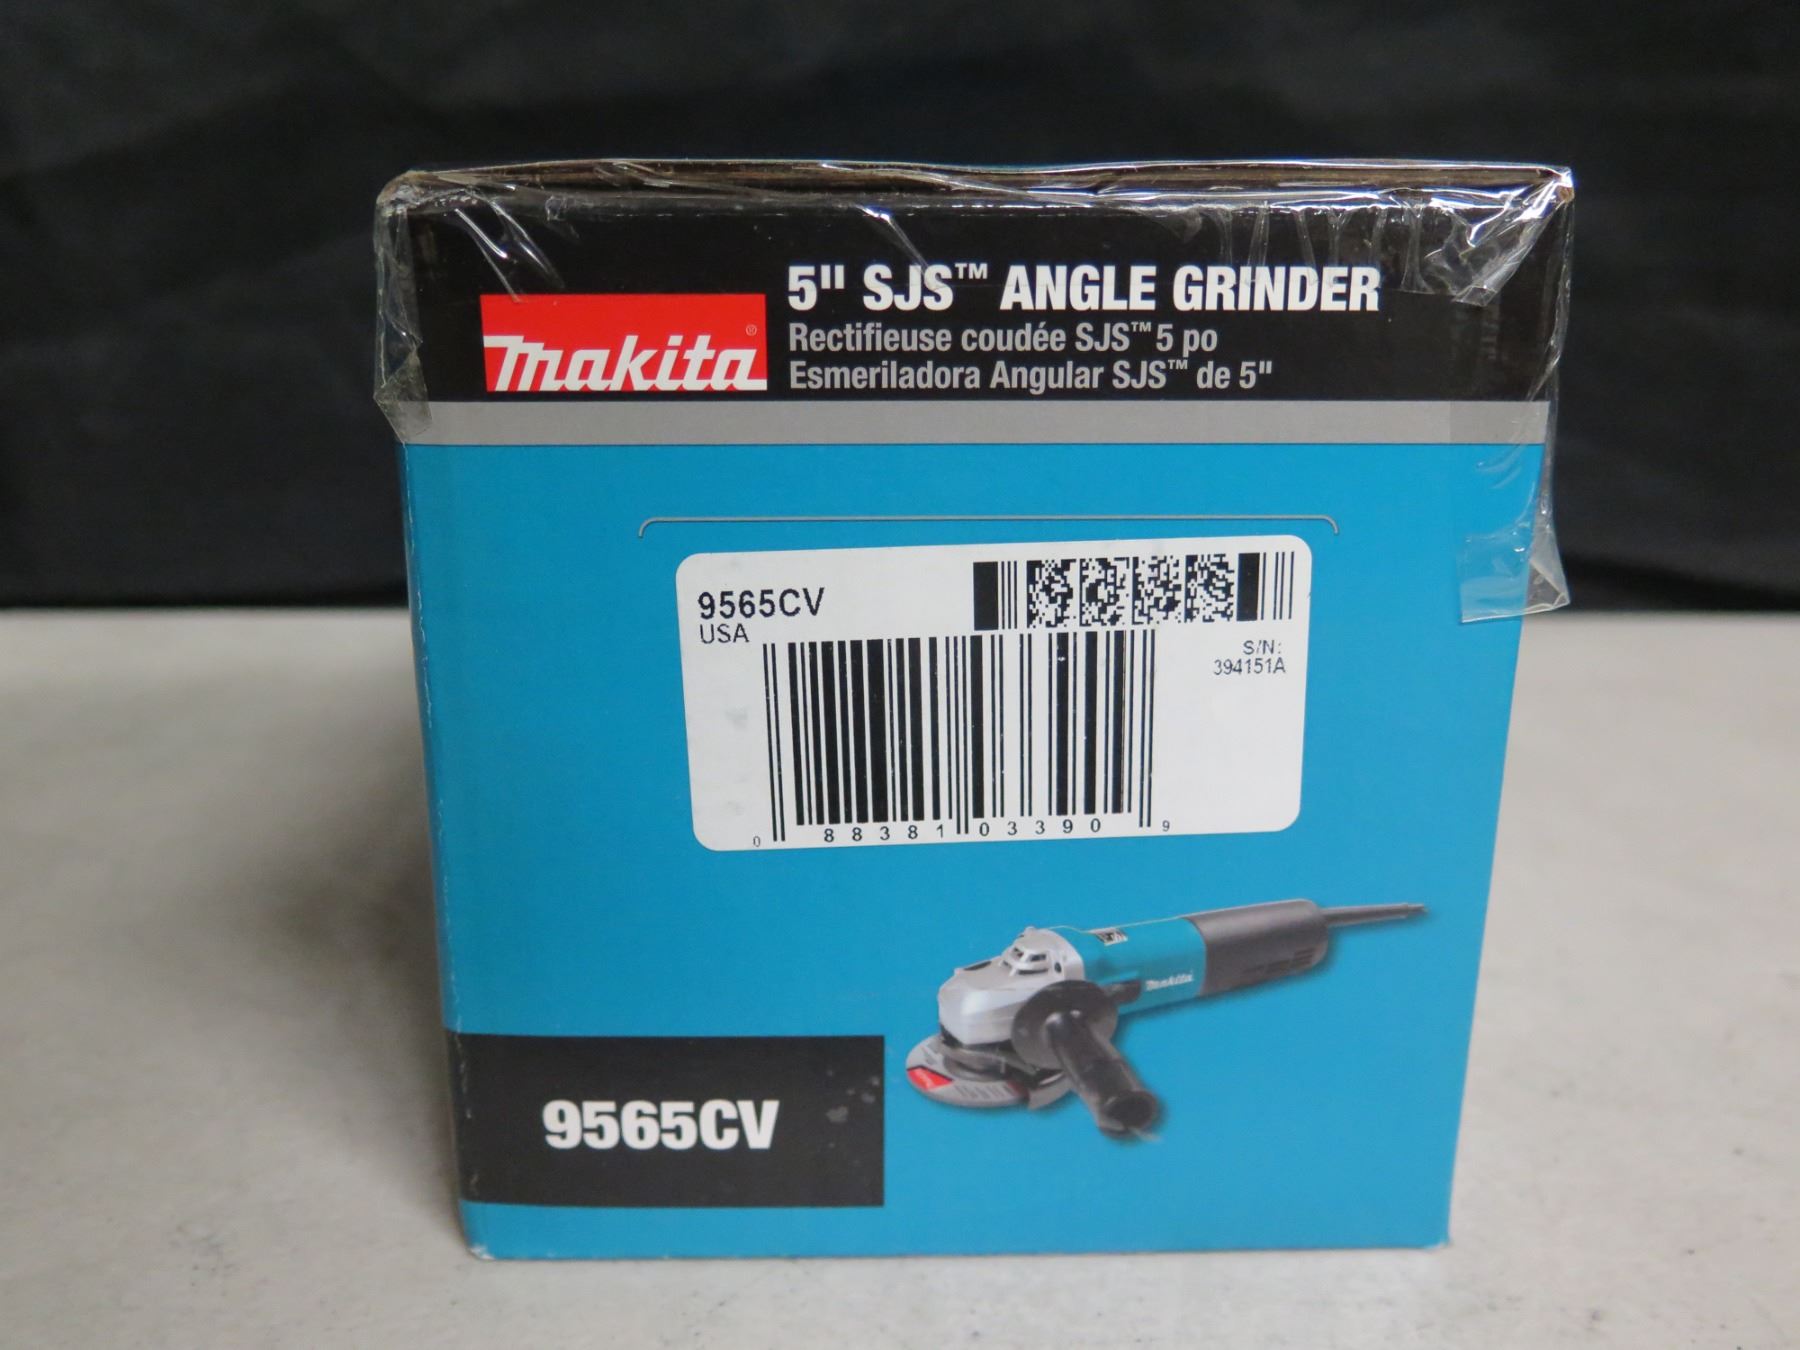 makita®
5" SJS™ ANGLE GRINDER
Rectifieuse coudée SJS™ 5 po
Esmeriladora Angular SJS™ de 5"
9565CV
USA
S/N:
394151A
0 88381 03390 9
makita
9565CV